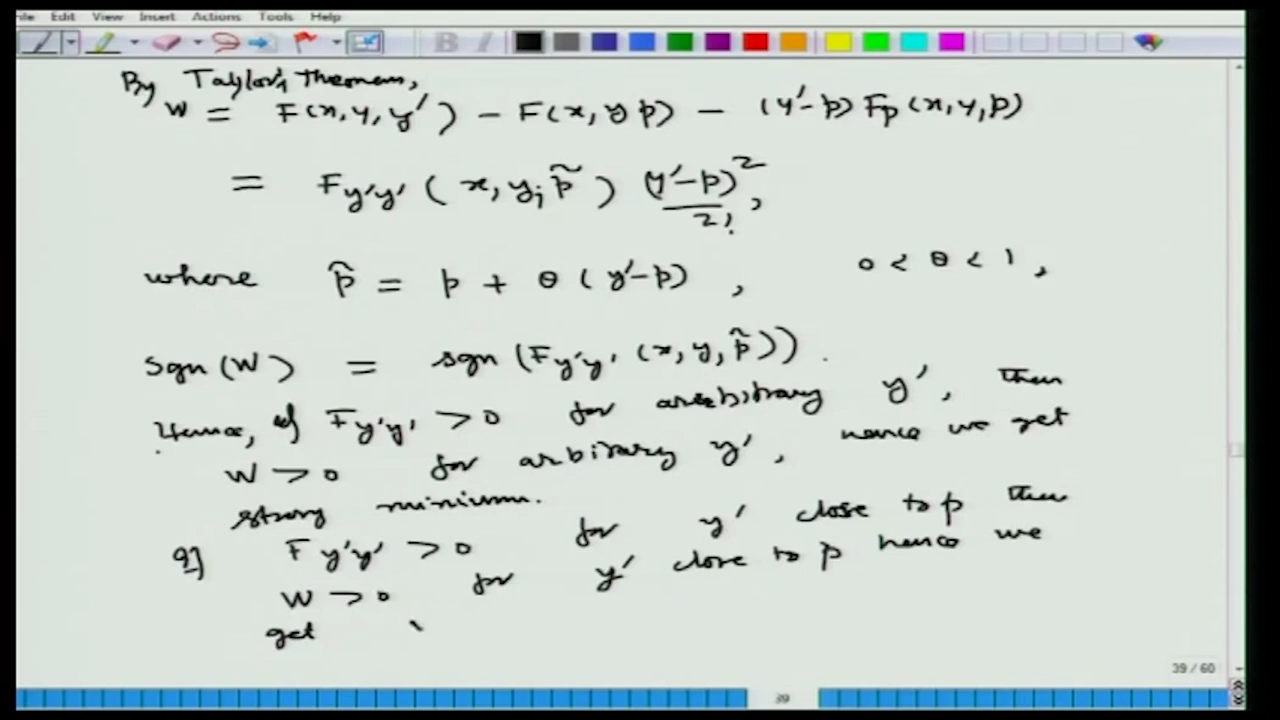 File Edit View Insert Actions Tools Help
By Taylor's Theorem,
W = F(x, y, y') - F(x, y p) - (y'-p) Fp (x, y, p)
= Fy'y' ( x, y, p̃ ) (y'-p)²/2!,
where p̃ = p + θ ( y'-p) , 0 < θ < 1 ,
sgn (W) = sgn (Fy'y' (x, y, p̃)) .
Hence, if Fy'y' > 0 for arbitrary y', then
W > 0 for arbitrary y', hence we get
strong minimum.
If Fy'y' > 0 for y' close to p then
W > 0 for y' close to p hence we
get
39 / 60
39